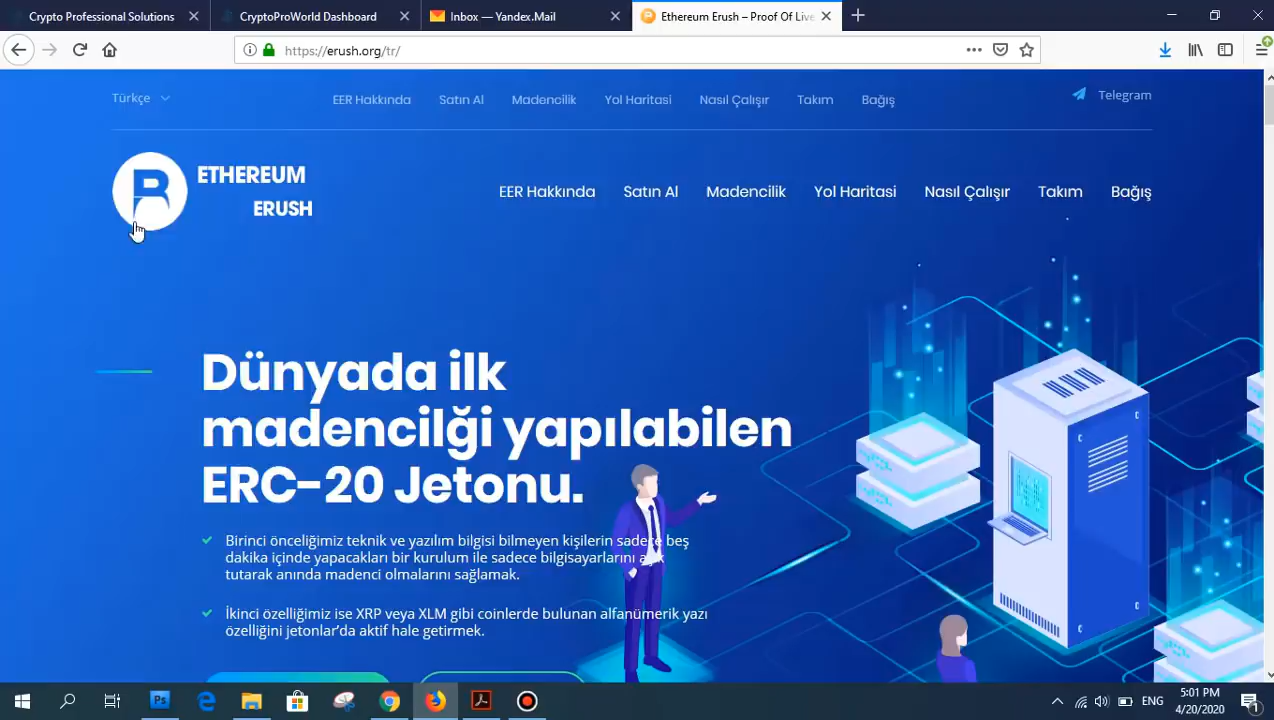 Crypto Professional Solutions
CryptoProWorld Dashboard
Inbox — Yandex.Mail
Ethereum Erush – Proof Of Live
https://erush.org/tr/
Türkçe
EER Hakkında
Satın Al
Madencilik
Yol Haritasi
Nasıl Çalışır
Takım
Bağış
Telegram
ETHEREUM
ERUSH
EER Hakkında
Satın Al
Madencilik
Yol Haritasi
Nasıl Çalışır
Takım
Bağış
Dünyada ilk
madencilği yapılabilen
ERC-20 Jetonu.
Birinci önceliğimiz teknik ve yazılım bilgisi bilmeyen kişilerin sadece beş
dakika içinde yapacakları bir kurulum ile sadece bilgisayarlarını açık
tutarak anında madenci olmalarını sağlamak.
İkinci özelliğimiz ise XRP veya XLM gibi coinlerde bulunan alfanümerik yazı
özelliğini jetonlar’da aktif hale getirmek.
Ps
ENG
5:01 PM
4/20/2020
1